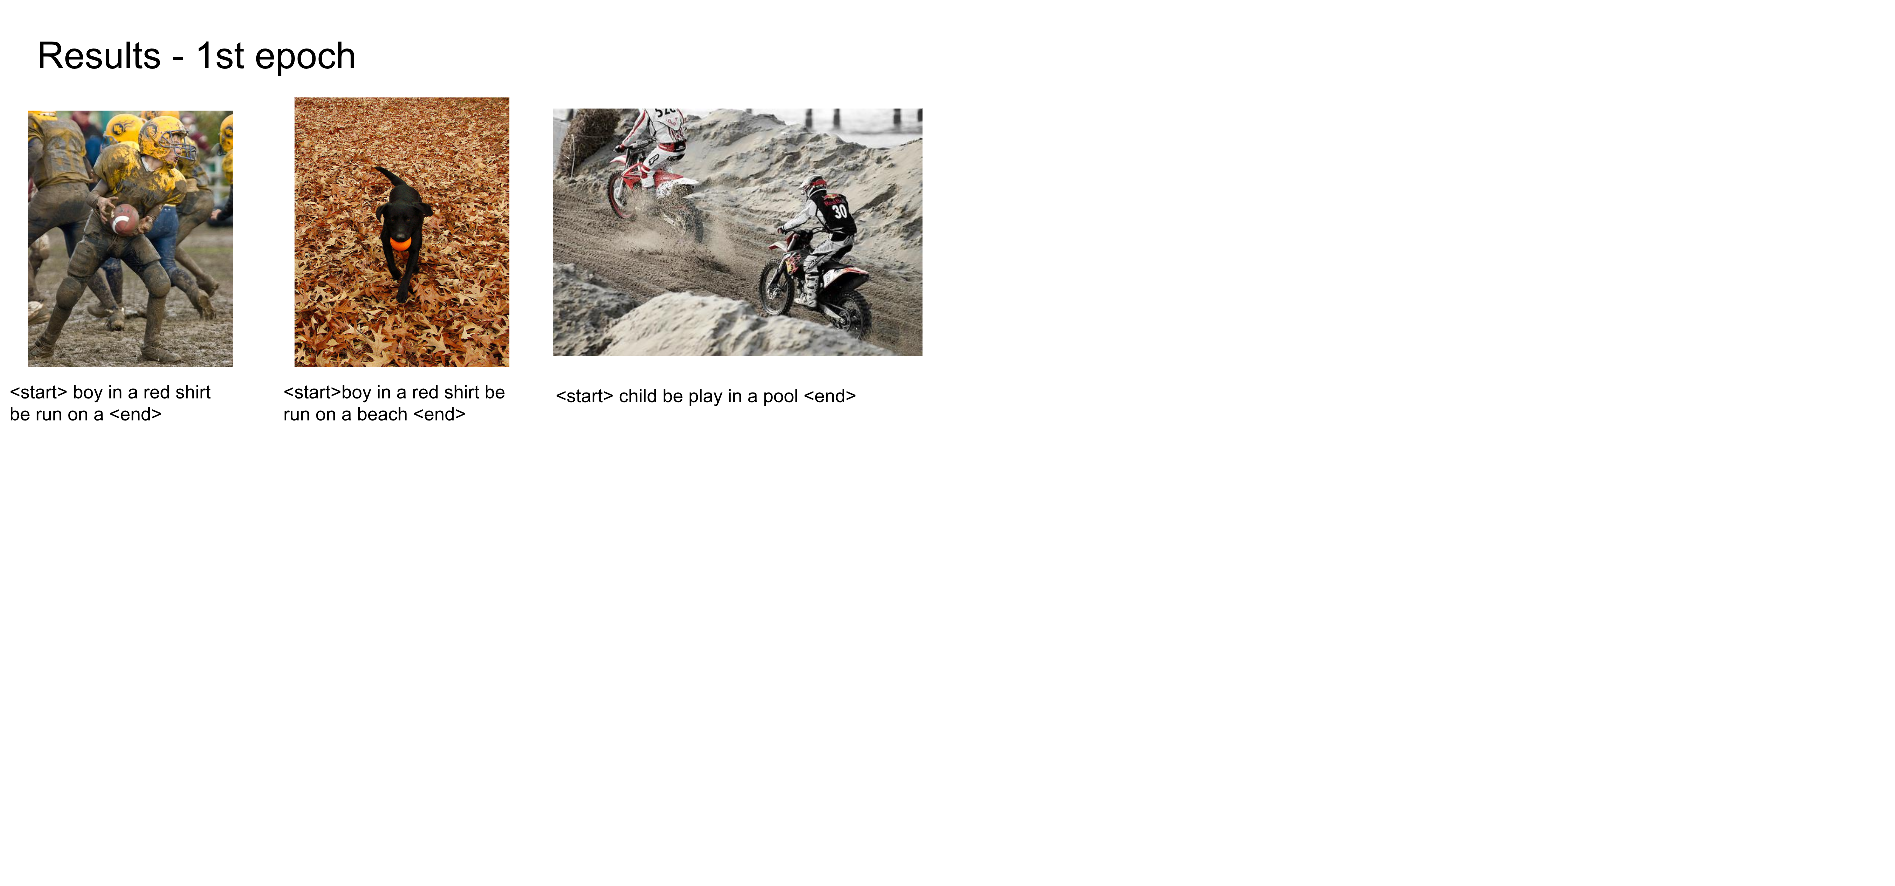 Results - 1st epoch
<start> boy in a red shirt
be run on a <end>
<start>boy in a red shirt be
run on a beach <end>
<start> child be play in a pool <end>
30